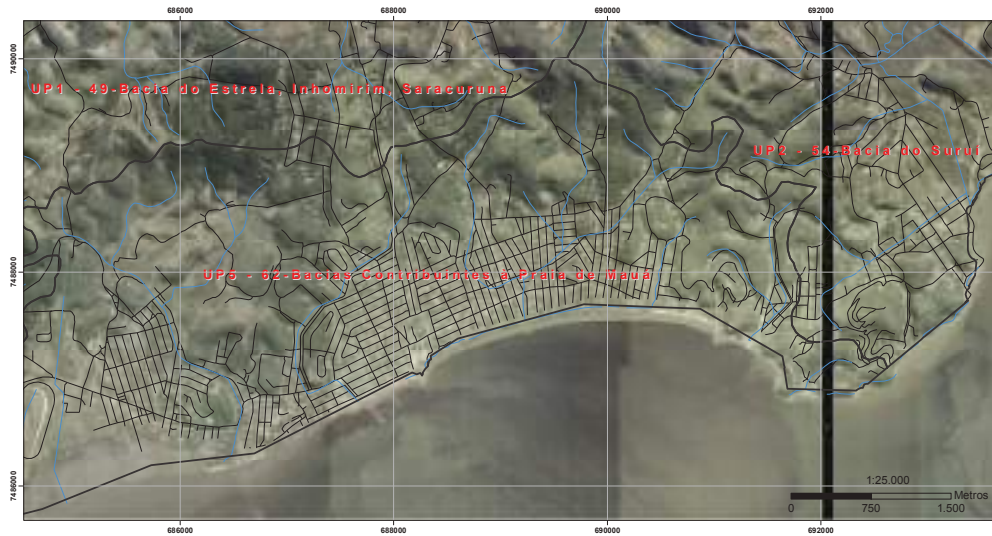 686000 688000 690000 692000
7490000
UP1 - 49-Bacia do Estrela, Inhomirim, Saracuruna
UP2 - 54-Bacia do Suruí
7488000
UP5 - 62-Bacias Contribuintes à Praia de Mauá
7486000
1:25.000
Metros
0 750 1.500
686000 688000 690000 692000